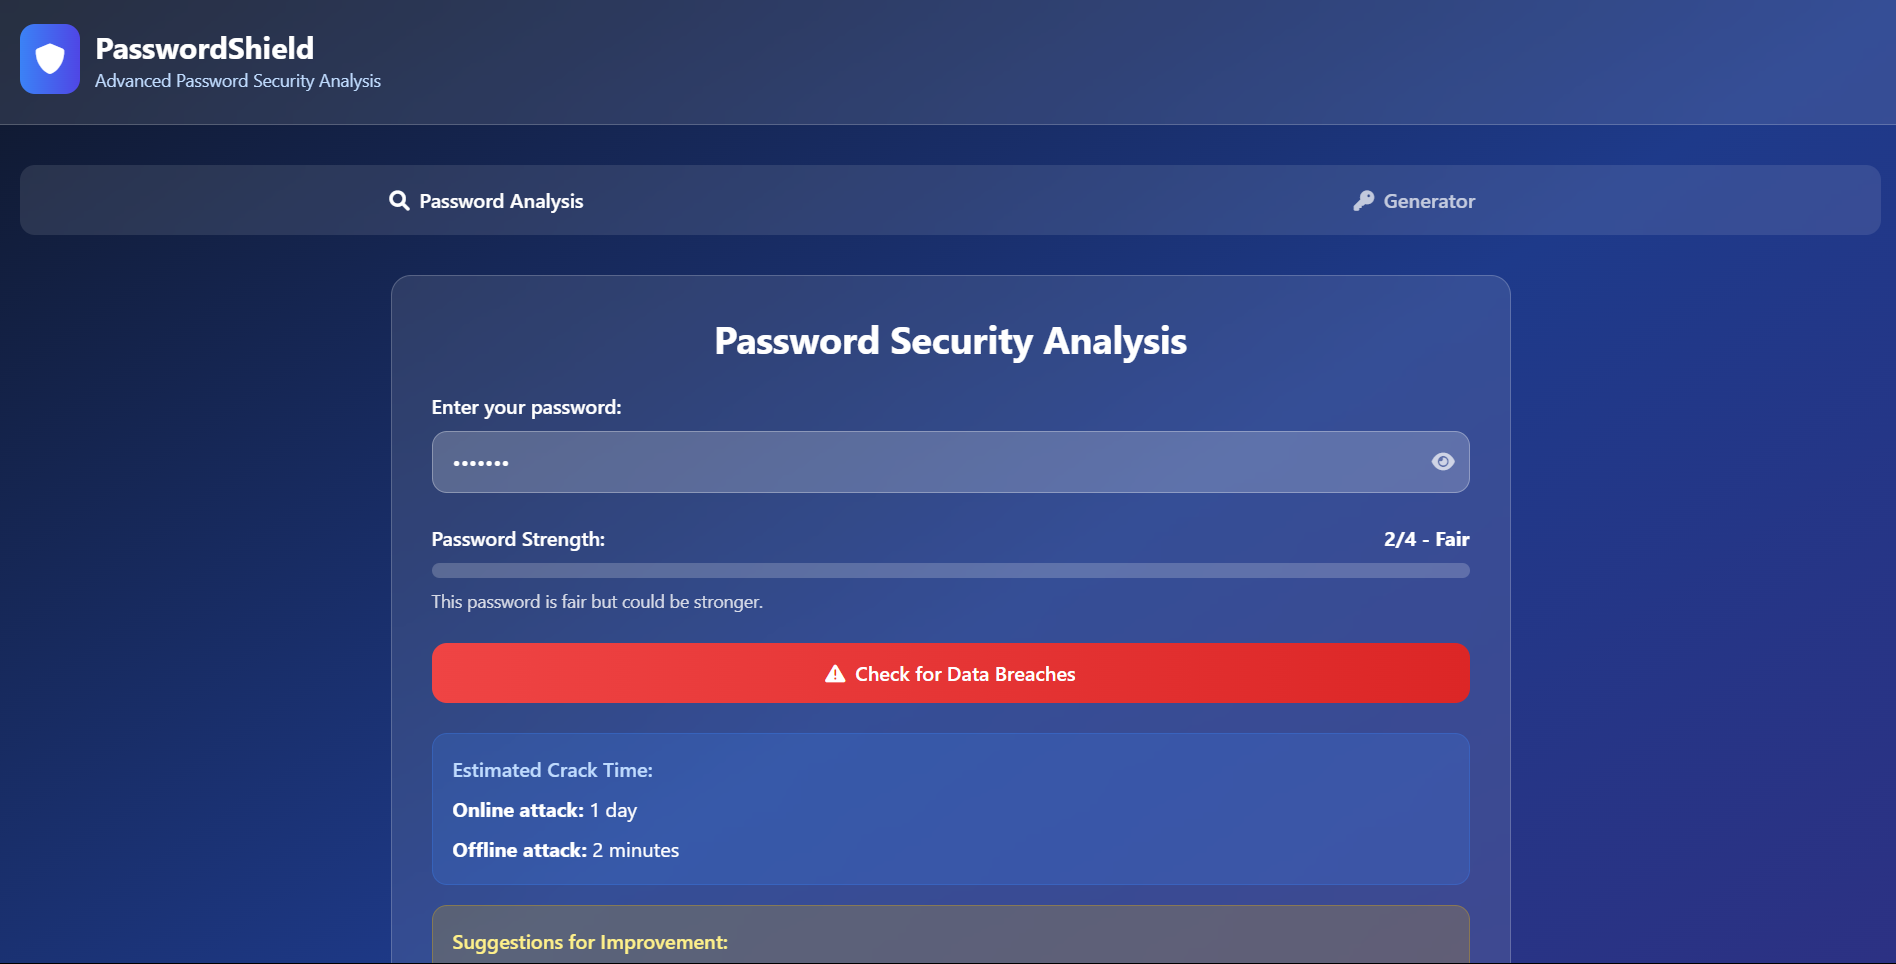 PasswordShield
Advanced Password Security Analysis
Password Analysis
Generator
Password Security Analysis
Enter your password:
•••••••
Password Strength:
2/4 - Fair
This password is fair but could be stronger.
Check for Data Breaches
Estimated Crack Time:
Online attack: 1 day
Offline attack: 2 minutes
Suggestions for Improvement: